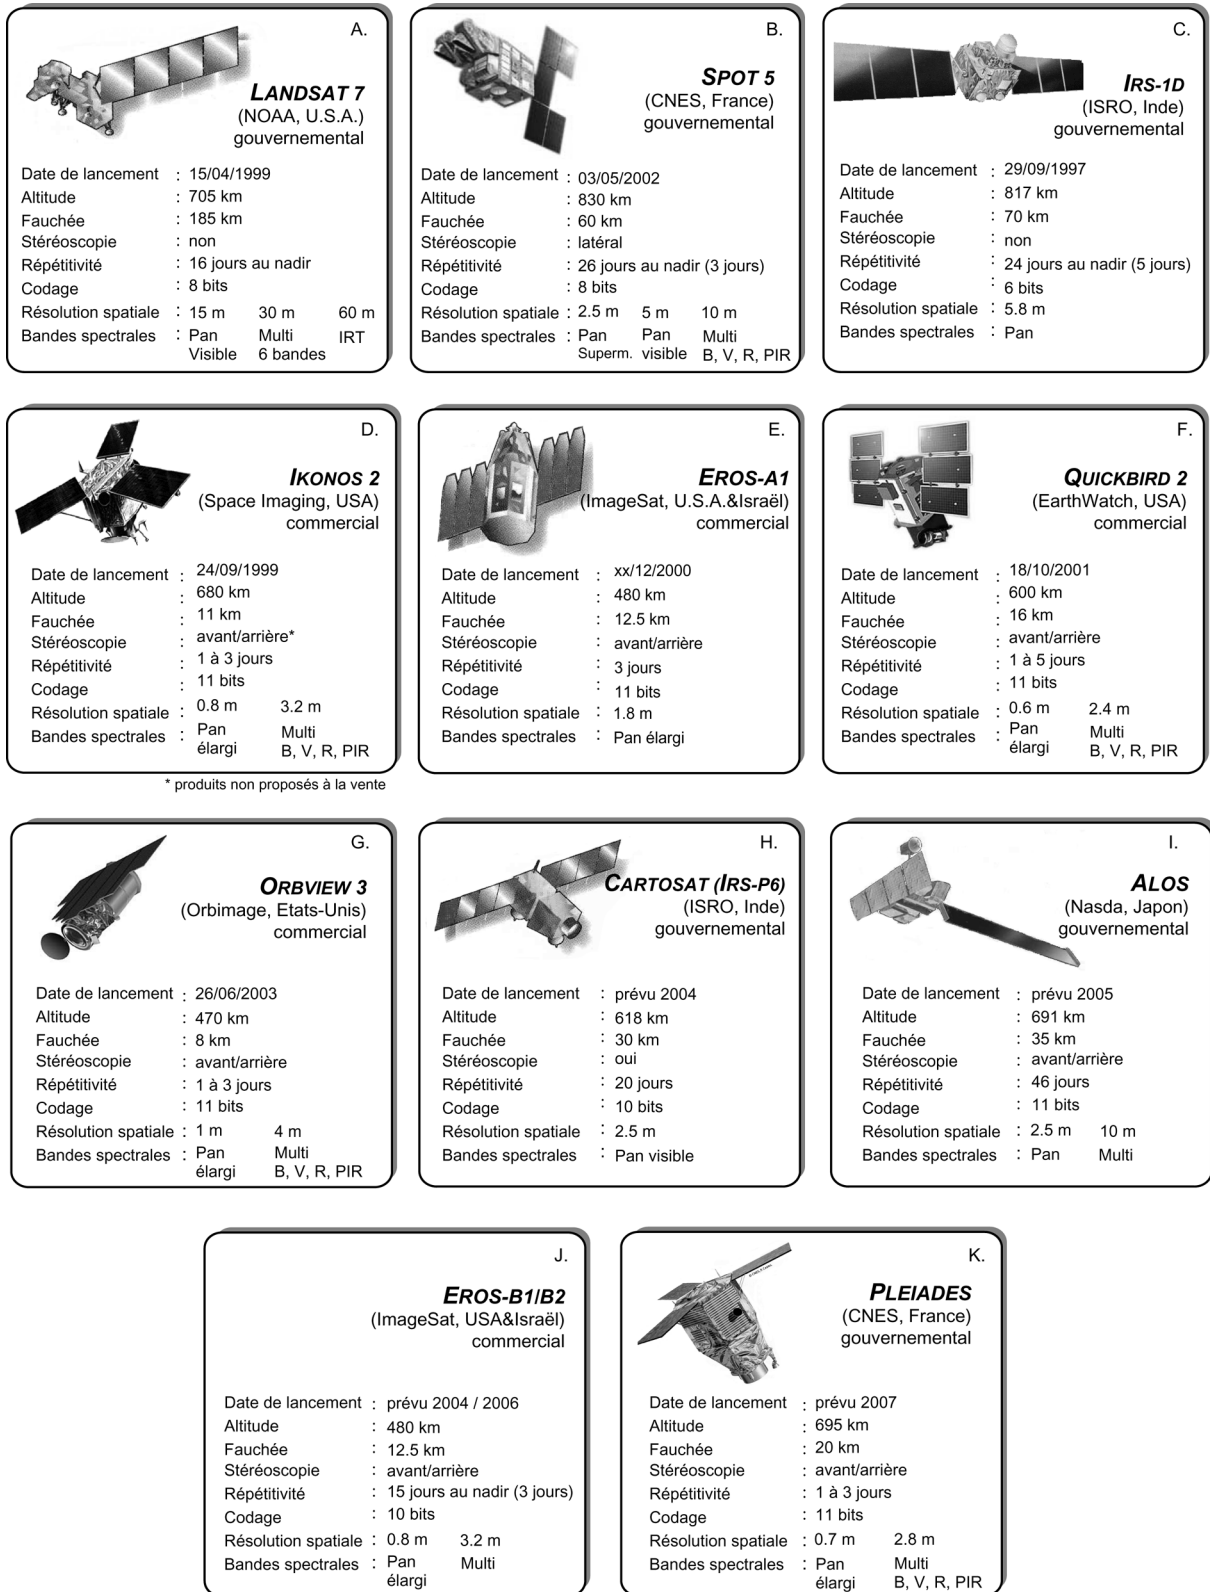 A.
LANDSAT 7
(NOAA, U.S.A.)
gouvernemental
Date de lancement : 15/04/1999
Altitude : 705 km
Fauchée : 185 km
Stéréoscopie : non
Répétitivité : 16 jours au nadir
Codage : 8 bits
Résolution spatiale : 15 m 30 m 60 m
Bandes spectrales : Pan Multi IRT
Visible 6 bandes
B.
SPOT 5
(CNES, France)
gouvernemental
Date de lancement : 03/05/2002
Altitude : 830 km
Fauchée : 60 km
Stéréoscopie : latéral
Répétitivité : 26 jours au nadir (3 jours)
Codage : 8 bits
Résolution spatiale : 2.5 m 5 m 10 m
Bandes spectrales : Pan Pan Multi
Superm. visible B, V, R, PIR
C.
IRS-1D
(ISRO, Inde)
gouvernemental
Date de lancement : 29/09/1997
Altitude : 817 km
Fauchée : 70 km
Stéréoscopie : non
Répétitivité : 24 jours au nadir (5 jours)
Codage : 6 bits
Résolution spatiale : 5.8 m
Bandes spectrales : Pan
D.
IKONOS 2
(Space Imaging, USA)
commercial
Date de lancement : 24/09/1999
Altitude : 680 km
Fauchée : 11 km
Stéréoscopie : avant/arrière*
Répétitivité : 1 à 3 jours
Codage : 11 bits
Résolution spatiale : 0.8 m 3.2 m
Bandes spectrales : Pan Multi
élargi B, V, R, PIR
* produits non proposés à la vente
E.
EROS-A1
(ImageSat, U.S.A.&Israël)
commercial
Date de lancement : xx/12/2000
Altitude : 480 km
Fauchée : 12.5 km
Stéréoscopie : avant/arrière
Répétitivité : 3 jours
Codage : 11 bits
Résolution spatiale : 1.8 m
Bandes spectrales : Pan élargi
F.
QUICKBIRD 2
(EarthWatch, USA)
commercial
Date de lancement : 18/10/2001
Altitude : 600 km
Fauchée : 16 km
Stéréoscopie : avant/arrière
Répétitivité : 1 à 5 jours
Codage : 11 bits
Résolution spatiale : 0.6 m 2.4 m
Bandes spectrales : Pan Multi
élargi B, V, R, PIR
G.
ORBVIEW 3
(Orbimage, Etats-Unis)
commercial
Date de lancement : 26/06/2003
Altitude : 470 km
Fauchée : 8 km
Stéréoscopie : avant/arrière
Répétitivité : 1 à 3 jours
Codage : 11 bits
Résolution spatiale : 1 m 4 m
Bandes spectrales : Pan Multi
élargi B, V, R, PIR
H.
CARTOSAT (IRS-P6)
(ISRO, Inde)
gouvernemental
Date de lancement : prévu 2004
Altitude : 618 km
Fauchée : 30 km
Stéréoscopie : oui
Répétitivité : 20 jours
Codage : 10 bits
Résolution spatiale : 2.5 m
Bandes spectrales : Pan visible
I.
ALOS
(Nasda, Japon)
gouvernemental
Date de lancement : prévu 2005
Altitude : 691 km
Fauchée : 35 km
Stéréoscopie : avant/arrière
Répétitivité : 46 jours
Codage : 11 bits
Résolution spatiale : 2.5 m 10 m
Bandes spectrales : Pan Multi
J.
EROS-B1/B2
(ImageSat, USA&Israël)
commercial
Date de lancement : prévu 2004 / 2006
Altitude : 480 km
Fauchée : 12.5 km
Stéréoscopie : avant/arrière
Répétitivité : 15 jours au nadir (3 jours)
Codage : 10 bits
Résolution spatiale : 0.8 m 3.2 m
Bandes spectrales : Pan Multi
élargi
K.
PLEIADES
(CNES, France)
gouvernemental
Date de lancement : prévu 2007
Altitude : 695 km
Fauchée : 20 km
Stéréoscopie : avant/arrière
Répétitivité : 1 à 3 jours
Codage : 11 bits
Résolution spatiale : 0.7 m 2.8 m
Bandes spectrales : Pan Multi
élargi B, V, R, PIR